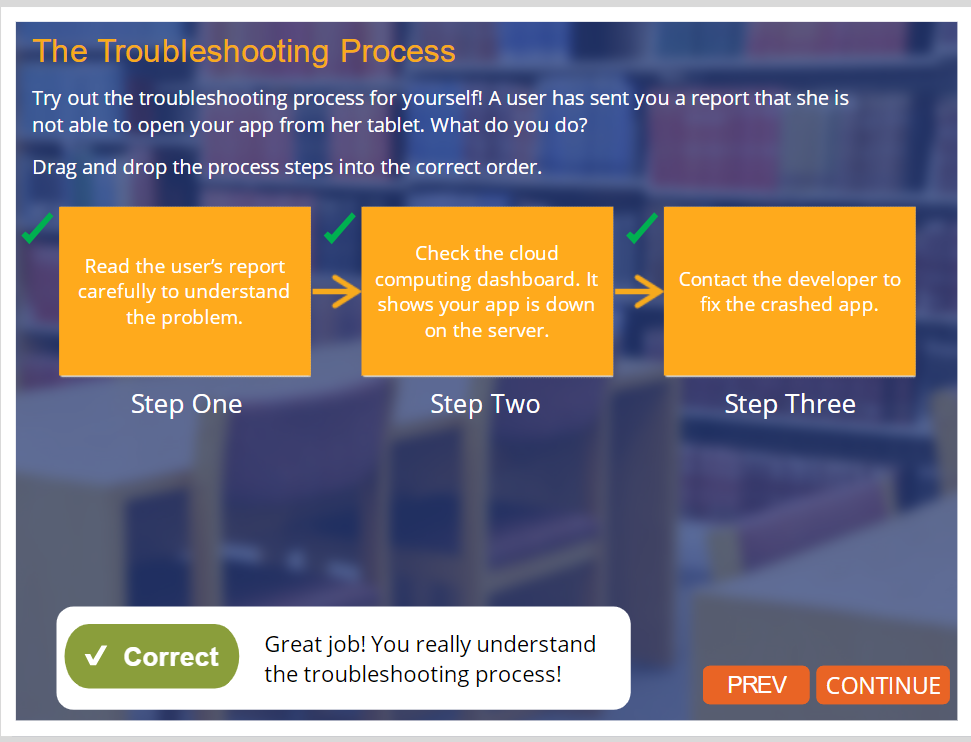 The Troubleshooting Process
Try out the troubleshooting process for yourself! A user has sent you a report that she is
not able to open your app from her tablet. What do you do?
Drag and drop the process steps into the correct order.
Read the user’s report
carefully to understand
the problem.
Check the cloud
computing dashboard. It
shows your app is down
on the server.
Contact the developer to
fix the crashed app.
Step One
Step Two
Step Three
Correct
Great job! You really understand
the troubleshooting process!
PREV
CONTINUE